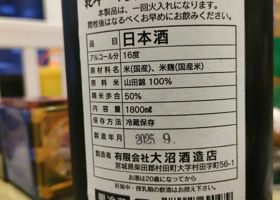 本製品は、一回火入れになります。
開栓後はなるべくお早めにお飲みください。
品目 日本酒
アルコール分 16度
原材料名 米(国産)、米麹(国産米)
原料米 山田錦 100%
精米歩合 50%
内容量 1800㎖
保存方法 冷蔵保存
製造年月 2025.9.
製造者 有限会社 大沼酒造店
宮城県柴田郡村田町大字村田字町56-1
お酒は20歳になってから
妊娠中・授乳期の飲酒はお控え下さい。